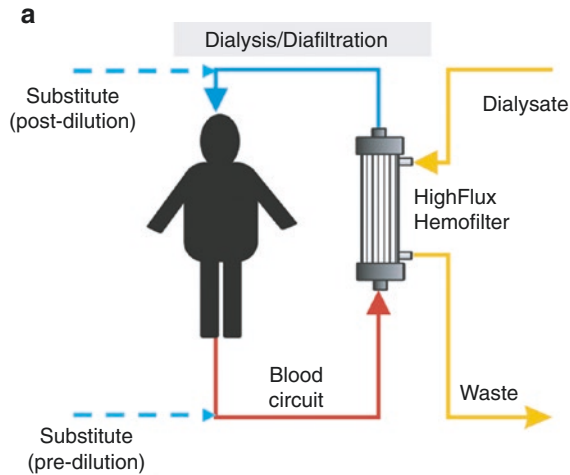 a
Dialysis/Diafiltration
Substitute
(post-dilution)
Dialysate
HighFlux
Hemofilter
Blood
circuit
Waste
Substitute
(pre-dilution)